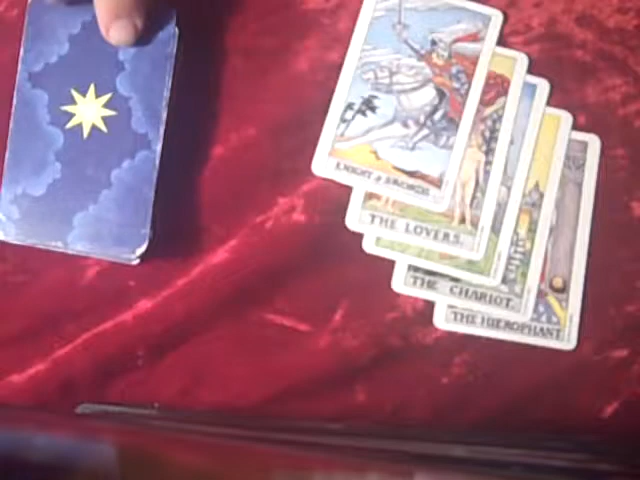 KNIGHT of SWORDS.
THE LOVERS.
THE CHARIOT.
THE HIEROPHANT